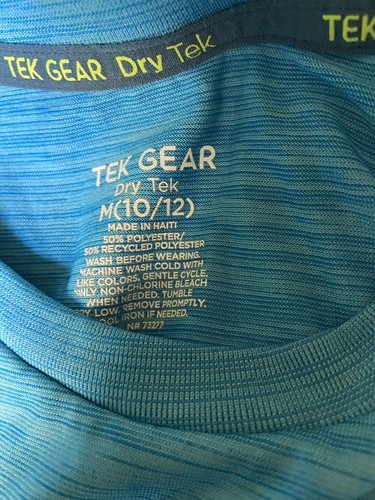 TEK GEAR Dry Tek
TEK
TEK GEAR
Dry Tek
M(10/12)
MADE IN HAITI
50% POLYESTER/
50% RECYCLED POLYESTER
WASH BEFORE WEARING.
MACHINE WASH COLD WITH
LIKE COLORS. GENTLE CYCLE.
ONLY NON-CHLORINE BLEACH
WHEN NEEDED. TUMBLE
LOW. REMOVE PROMPTLY.
IRON IF NEEDED.
N# 73277